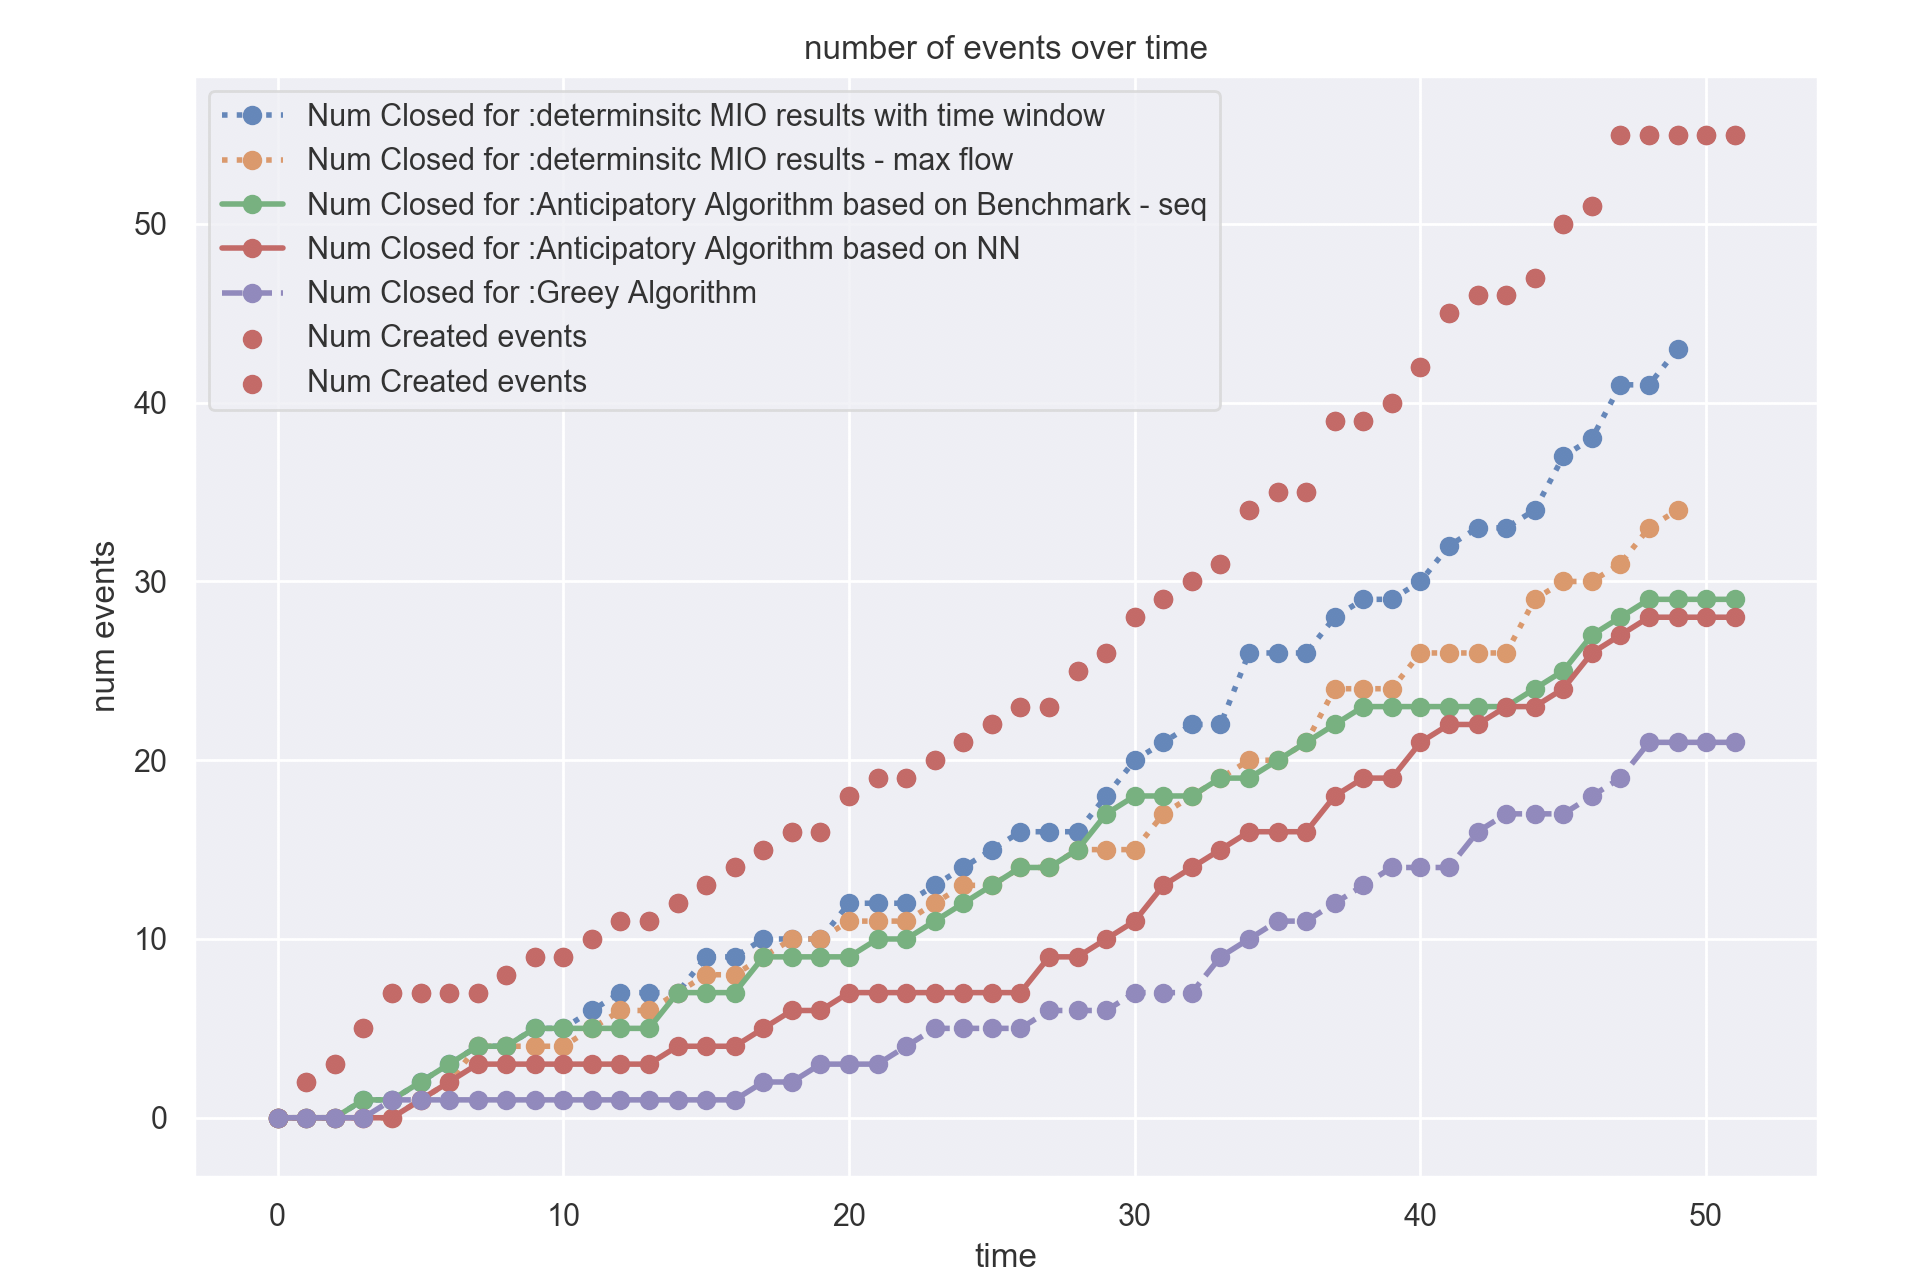 number of events over time
Num Closed for :determinsitc MIO results with time window
Num Closed for :determinsitc MIO results - max flow
Num Closed for :Anticipatory Algorithm based on Benchmark - seq
Num Closed for :Anticipatory Algorithm based on NN
Num Closed for :Greey Algorithm
Num Created events
Num Created events
num events
50
40
30
20
10
0
0 10 20 30 40 50
time